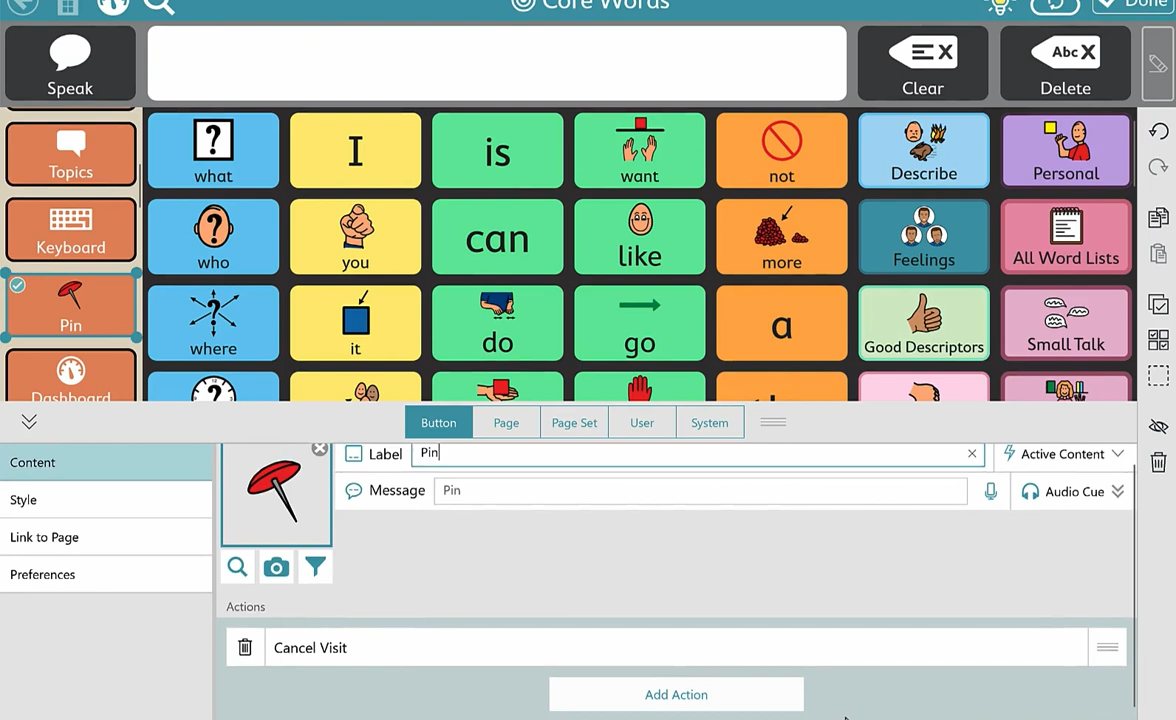 Core Words
Done
Speak
Clear
Abc X
Delete
Topics
what
I
is
want
not
Describe
Personal
Keyboard
who
you
can
like
more
Feelings
All Word Lists
Pin
where
it
do
go
a
Good Descriptors
Small Talk
Dashboard
Button
Page
Page Set
User
System
Content
Label
Pin
Active Content
Style
Message
Pin
Audio Cue
Link to Page
Preferences
Actions
Cancel Visit
Add Action